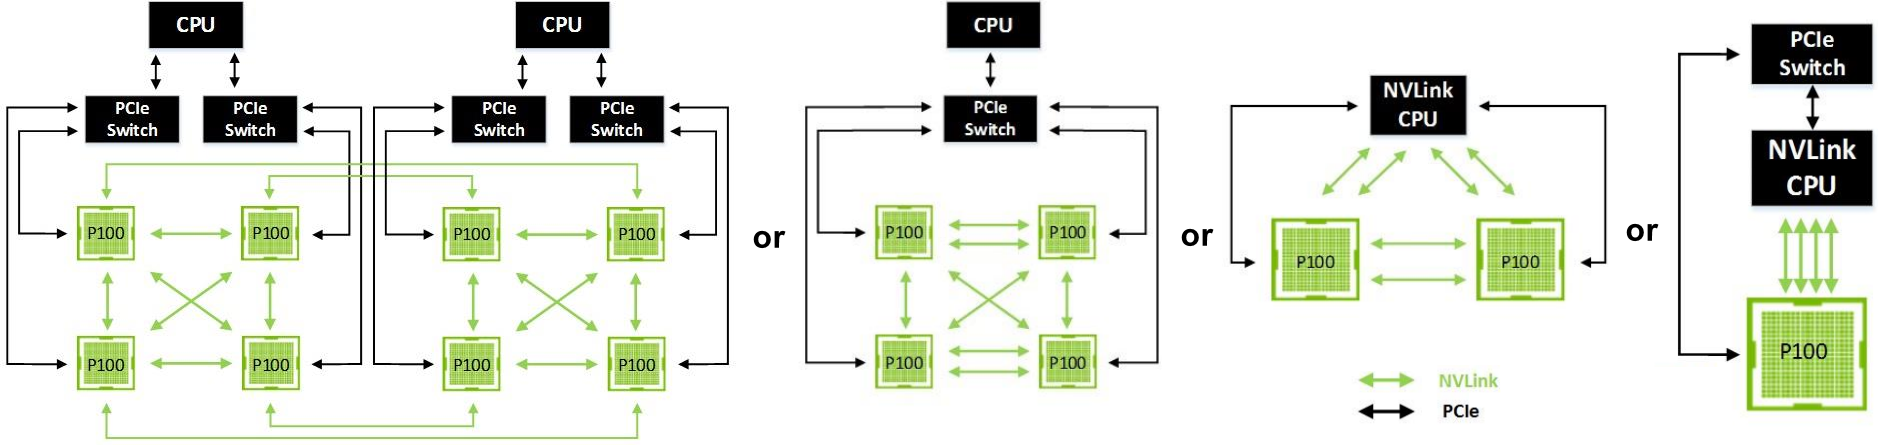 CPU
CPU
PCIe
Switch
PCIe
Switch
PCIe
Switch
PCIe
Switch
P100
P100
P100
P100
P100
P100
P100
P100
or
CPU
PCIe
Switch
P100
P100
P100
P100
or
NVLink
CPU
P100
P100
NVLink
PCIe
or
PCIe
Switch
NVLink
CPU
P100